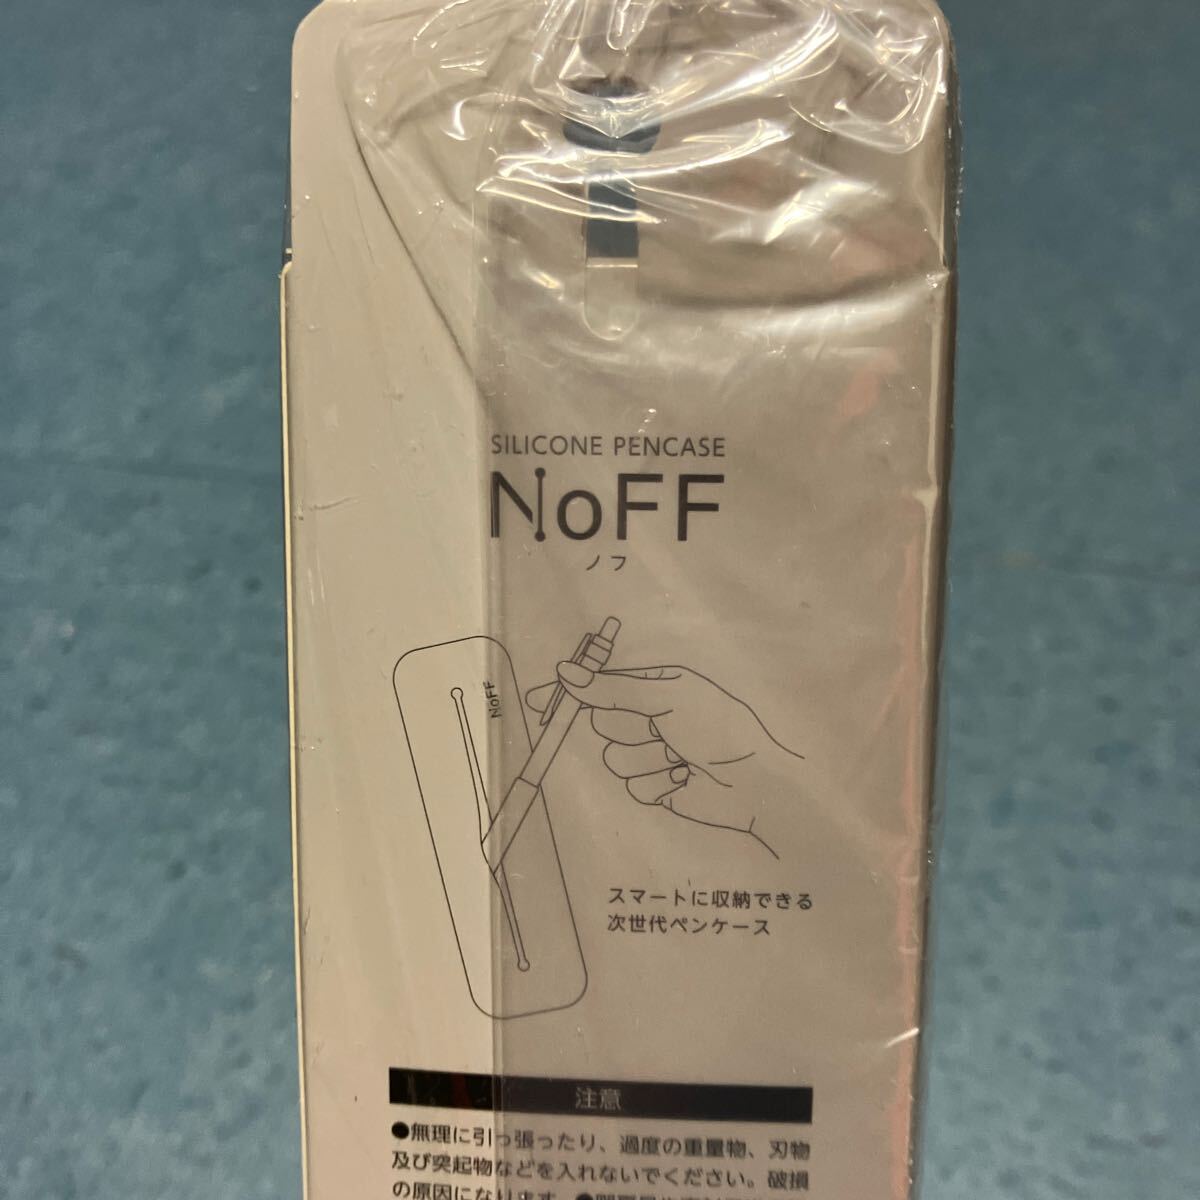 SILICONE PENCASE
NoFF
ノフ
NoFF
スマートに収納できる
次世代ペンケース
注意
●無理に引っ張ったり、過度の重量物、刃物
及び突起物などを入れないでください。破損
の原因になります。